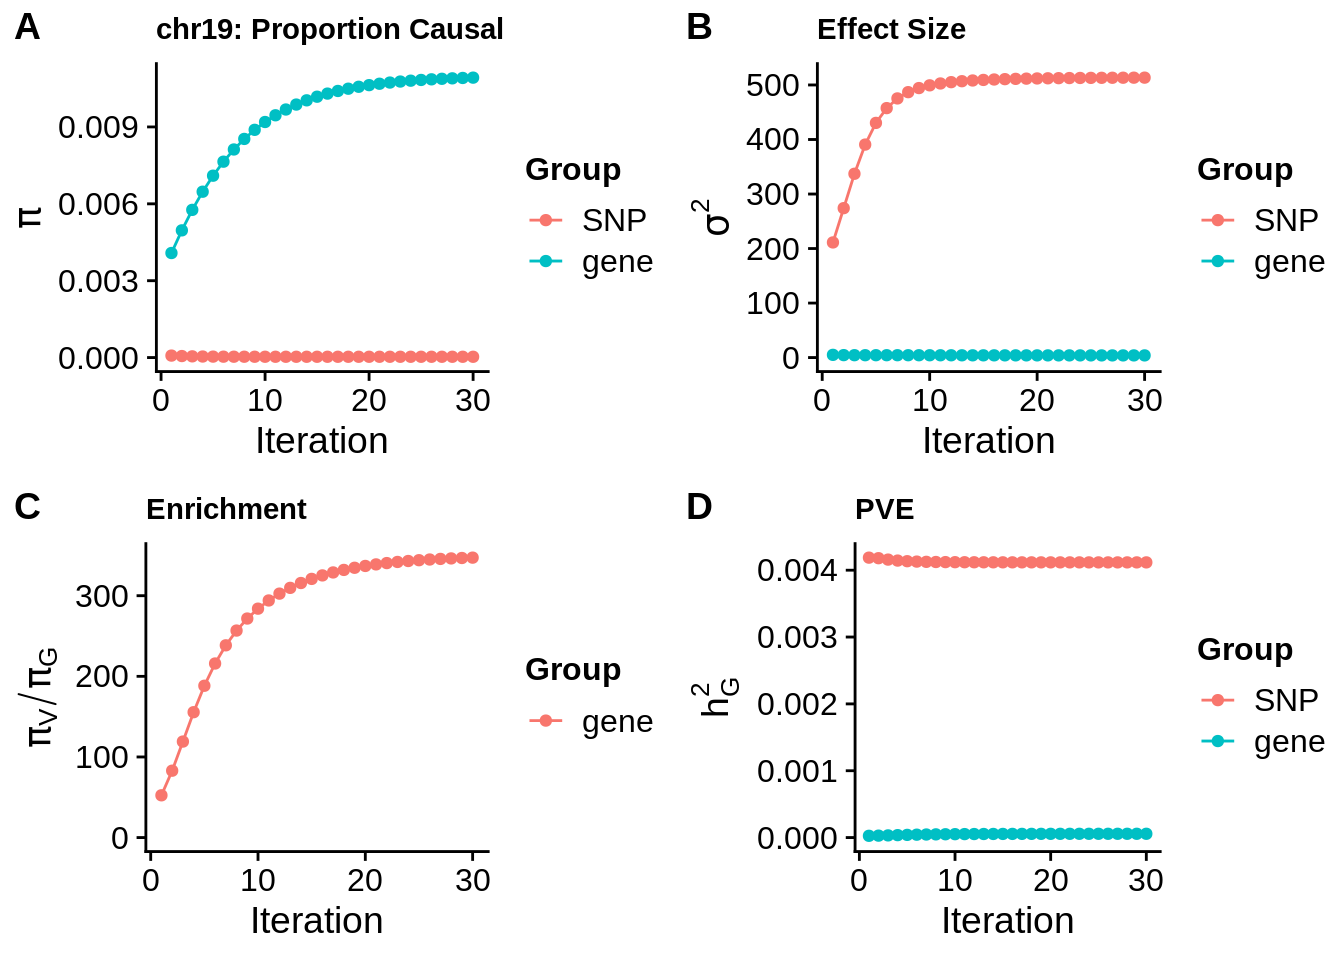 A
chr19: Proportion Causal
π
0.009
0.006
0.003
0.000
0 10 20 30
Iteration
Group
SNP
gene
B
Effect Size
σ²
500
400
300
200
100
0
0 10 20 30
Iteration
Group
SNP
gene
C
Enrichment
π_V/π_G
300
200
100
0
0 10 20 30
Iteration
Group
gene
D
PVE
h²_G
0.004
0.003
0.002
0.001
0.000
0 10 20 30
Iteration
Group
SNP
gene